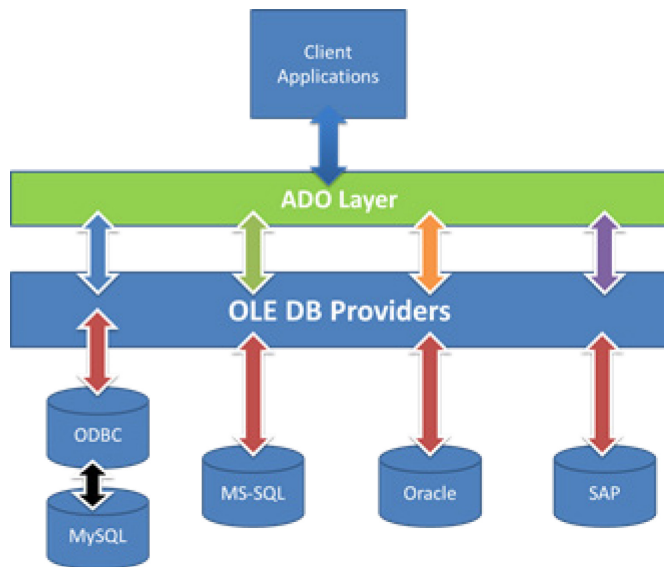 Client
Applications
ADO Layer
OLE DB Providers
ODBC
MS-SQL
Oracle
SAP
MySQL